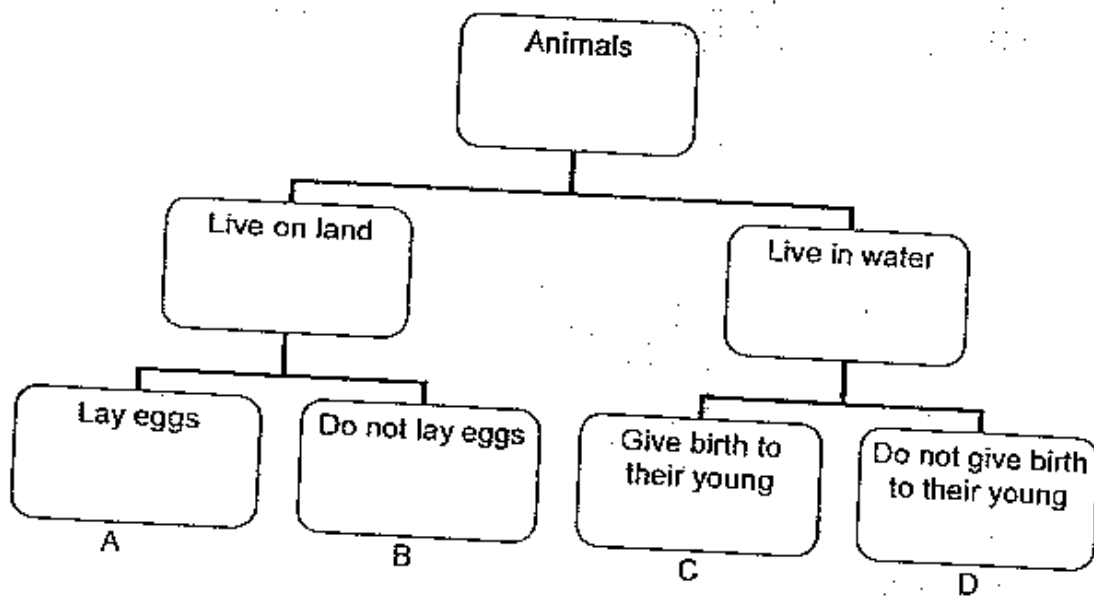 Animals
Live on land
Live in water
Lay eggs
Do not lay eggs
Give birth to
their young
Do not give birth
to their young
A
B
C
D